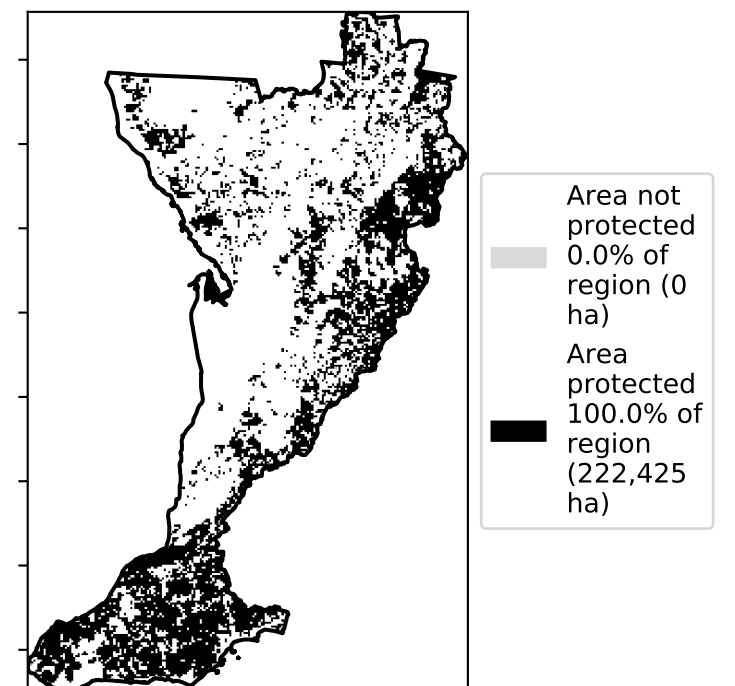 Area not
protected
0.0% of
region (0
ha)
Area
protected
100.0% of
region
(222,425
ha)